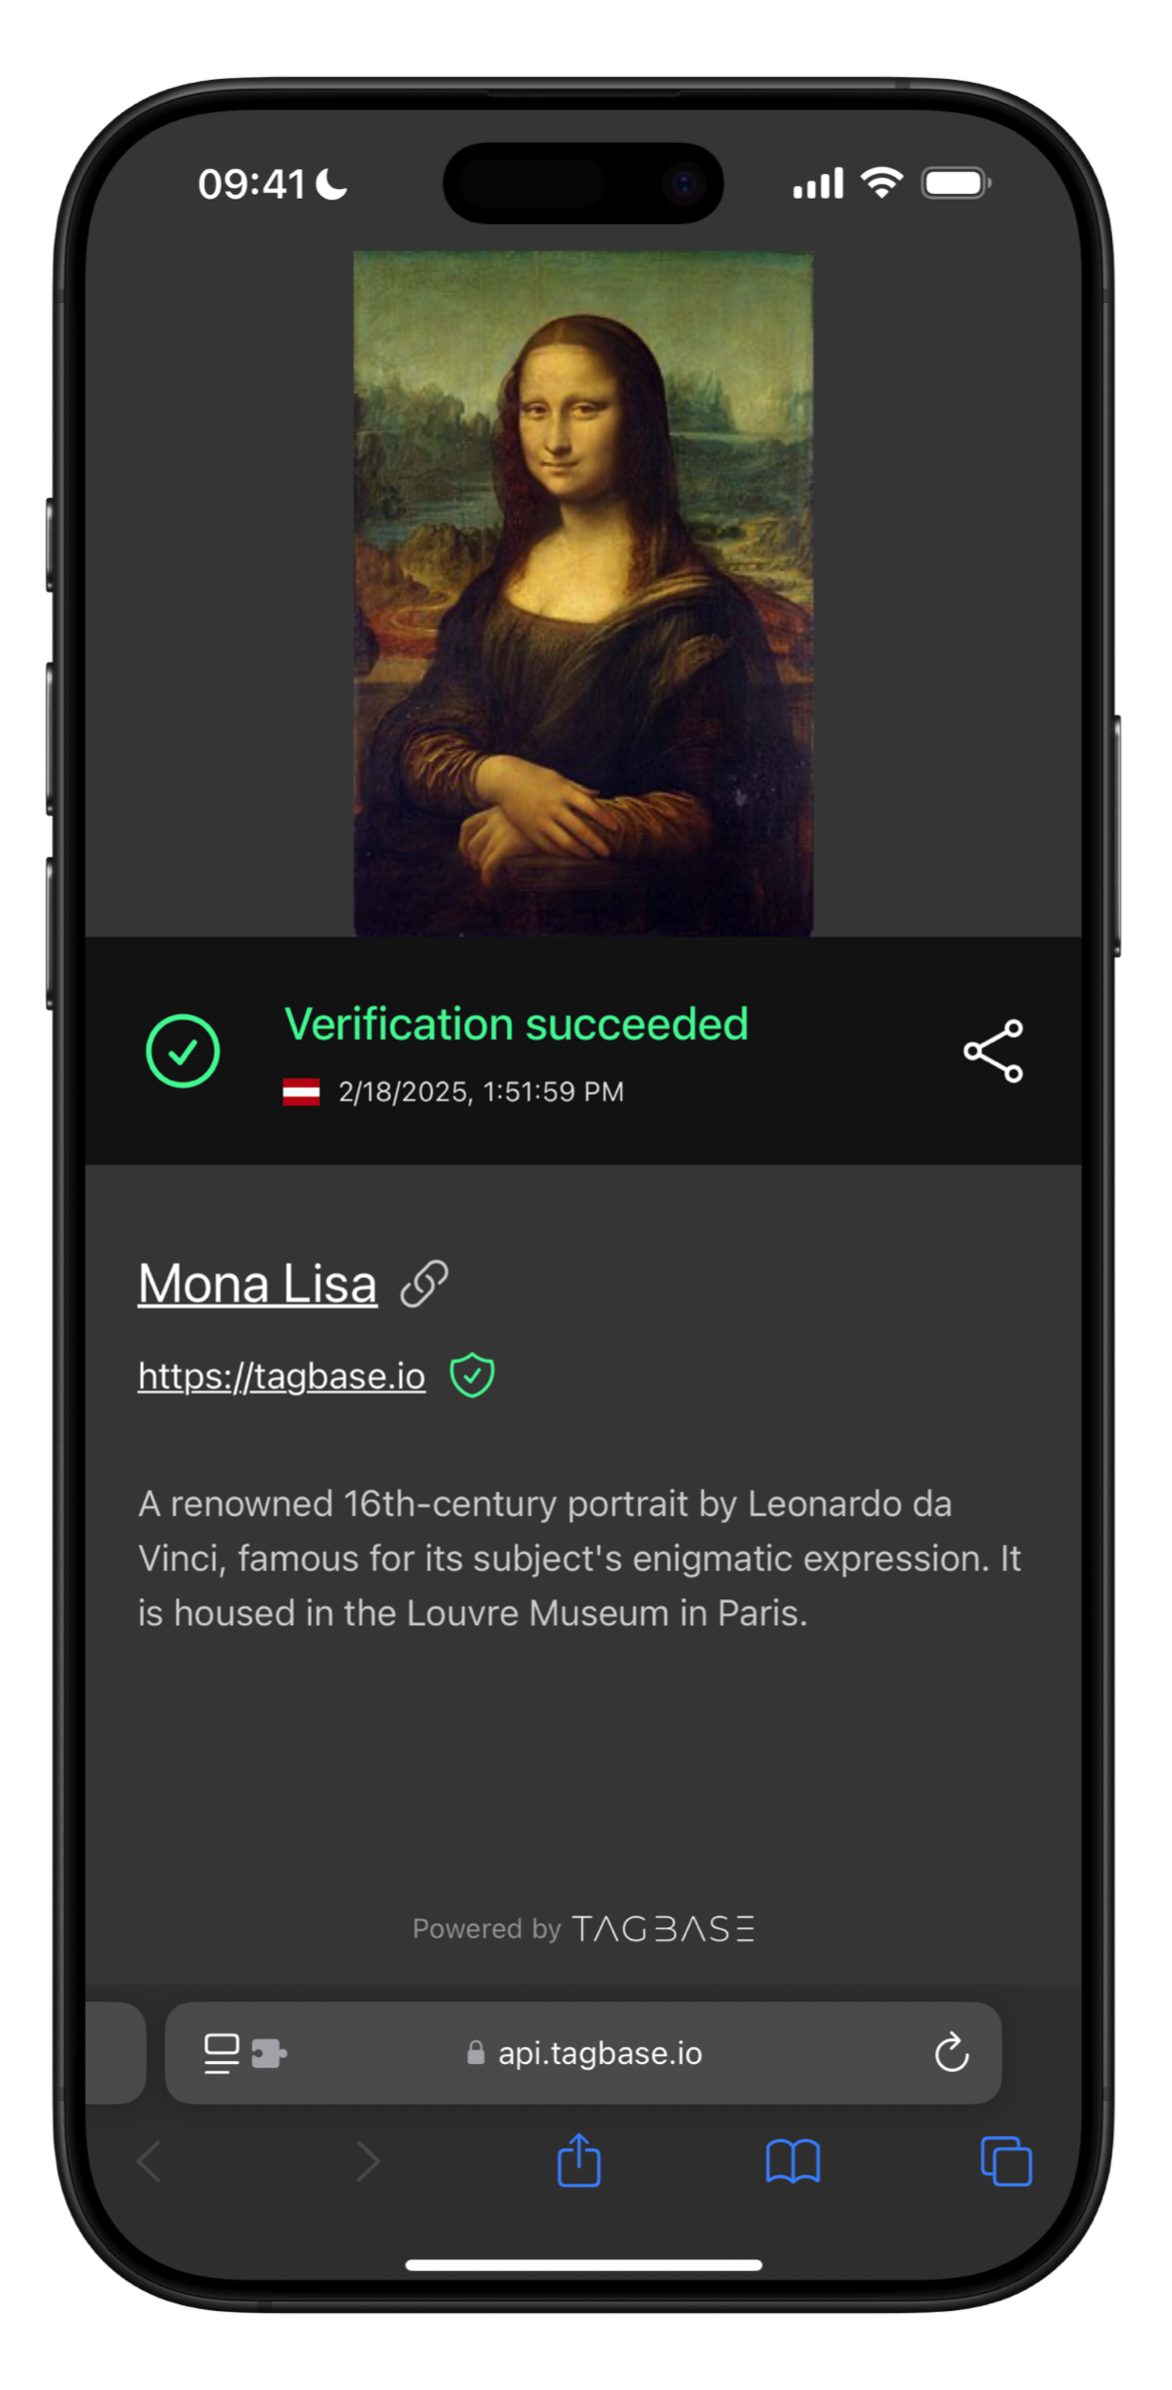 09:41
Verification succeeded
2/18/2025, 1:51:59 PM
Mona Lisa
https://tagbase.io
A renowned 16th-century portrait by Leonardo da
Vinci, famous for its subject's enigmatic expression. It
is housed in the Louvre Museum in Paris.
Powered by TAGBASE
api.tagbase.io